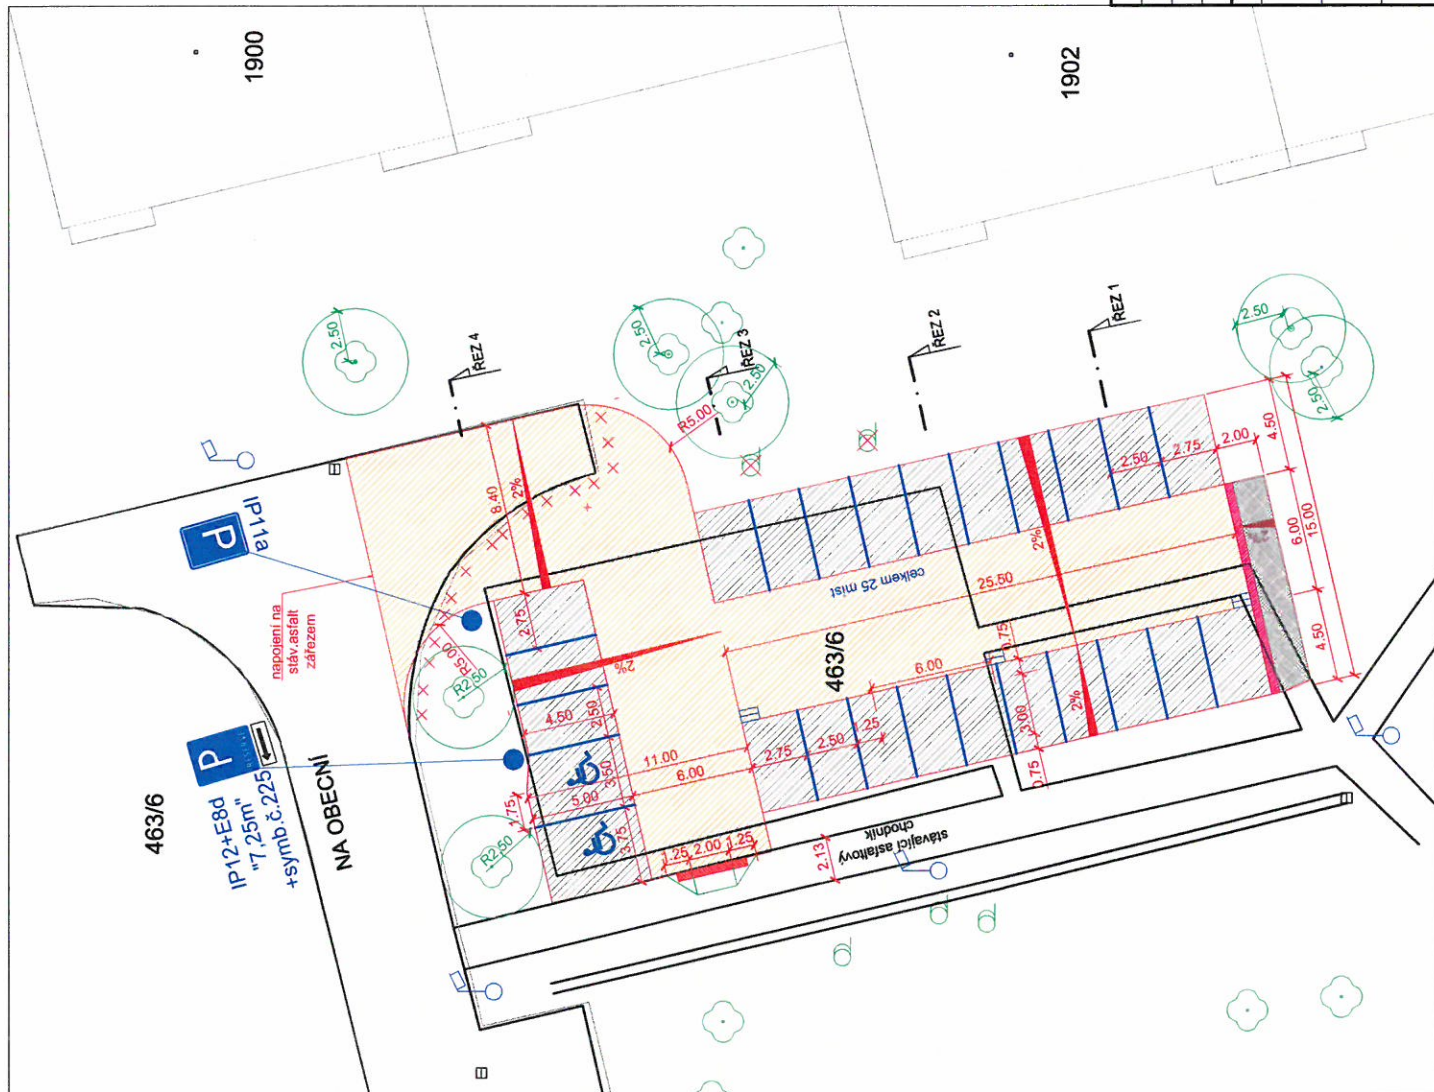 1900
1902
2.50
ŘEZ 4
2.50
ŘEZ 3
2.50
ŘEZ 2
ŘEZ 1
2.50
2.50
R5.00
P
IP11a
8.40
2%
napojení na
stáv.asfalt
zářezem
R5.00
R2.50
2.75
2%
4.50
2.50
celkem 25 míst
2%
25.50
2.50
2.75
2.00
4.50
6.00
15.00
2%
4.50
463/6
0.75
6.00
3.00
2%
0.75
P
RESERVE
463/6
IP12+E8d
"7,25m"
+symb.č.225
NA OBECNÍ
1.75
5.00
3.50
3.75
R2.50
11.00
6.00
2.75
2.50
1.25
1.25
2.00
1.25
2.13
stávající asfaltový
chodník